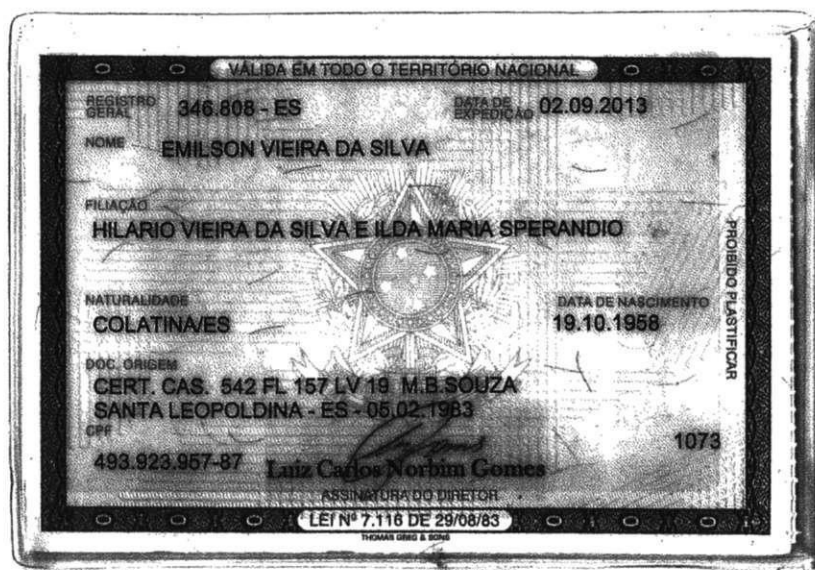 VÁLIDA EM TODO O TERRITÓRIO NACIONAL
REGISTRO GERAL 346.808 - ES DATA DE EXPEDIÇÃO 02.09.2013
NOME EMILSON VIEIRA DA SILVA
FILIAÇÃO
HILARIO VIEIRA DA SILVA E ILDA MARIA SPERANDIO
NATURALIDADE DATA DE NASCIMENTO
COLATINA/ES 19.10.1958
DOC. ORIGEM
CERT. CAS. 542 FL 157 LV 19 M.B.SOUZA
SANTA LEOPOLDINA - ES - 05.02.1983
CPF
493.923.957-87 1073
Luiz Carlos Norbim Gomes
ASSINATURA DO DIRETOR
LEI Nº 7.116 DE 29/08/83
THOMAS GREG & SONS
PROIBIDO PLASTIFICAR